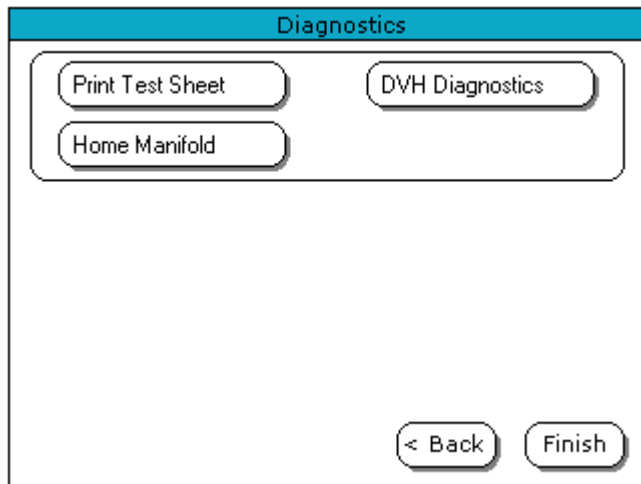 Diagnostics
Print Test Sheet
DVH Diagnostics
Home Manifold
< Back
Finish